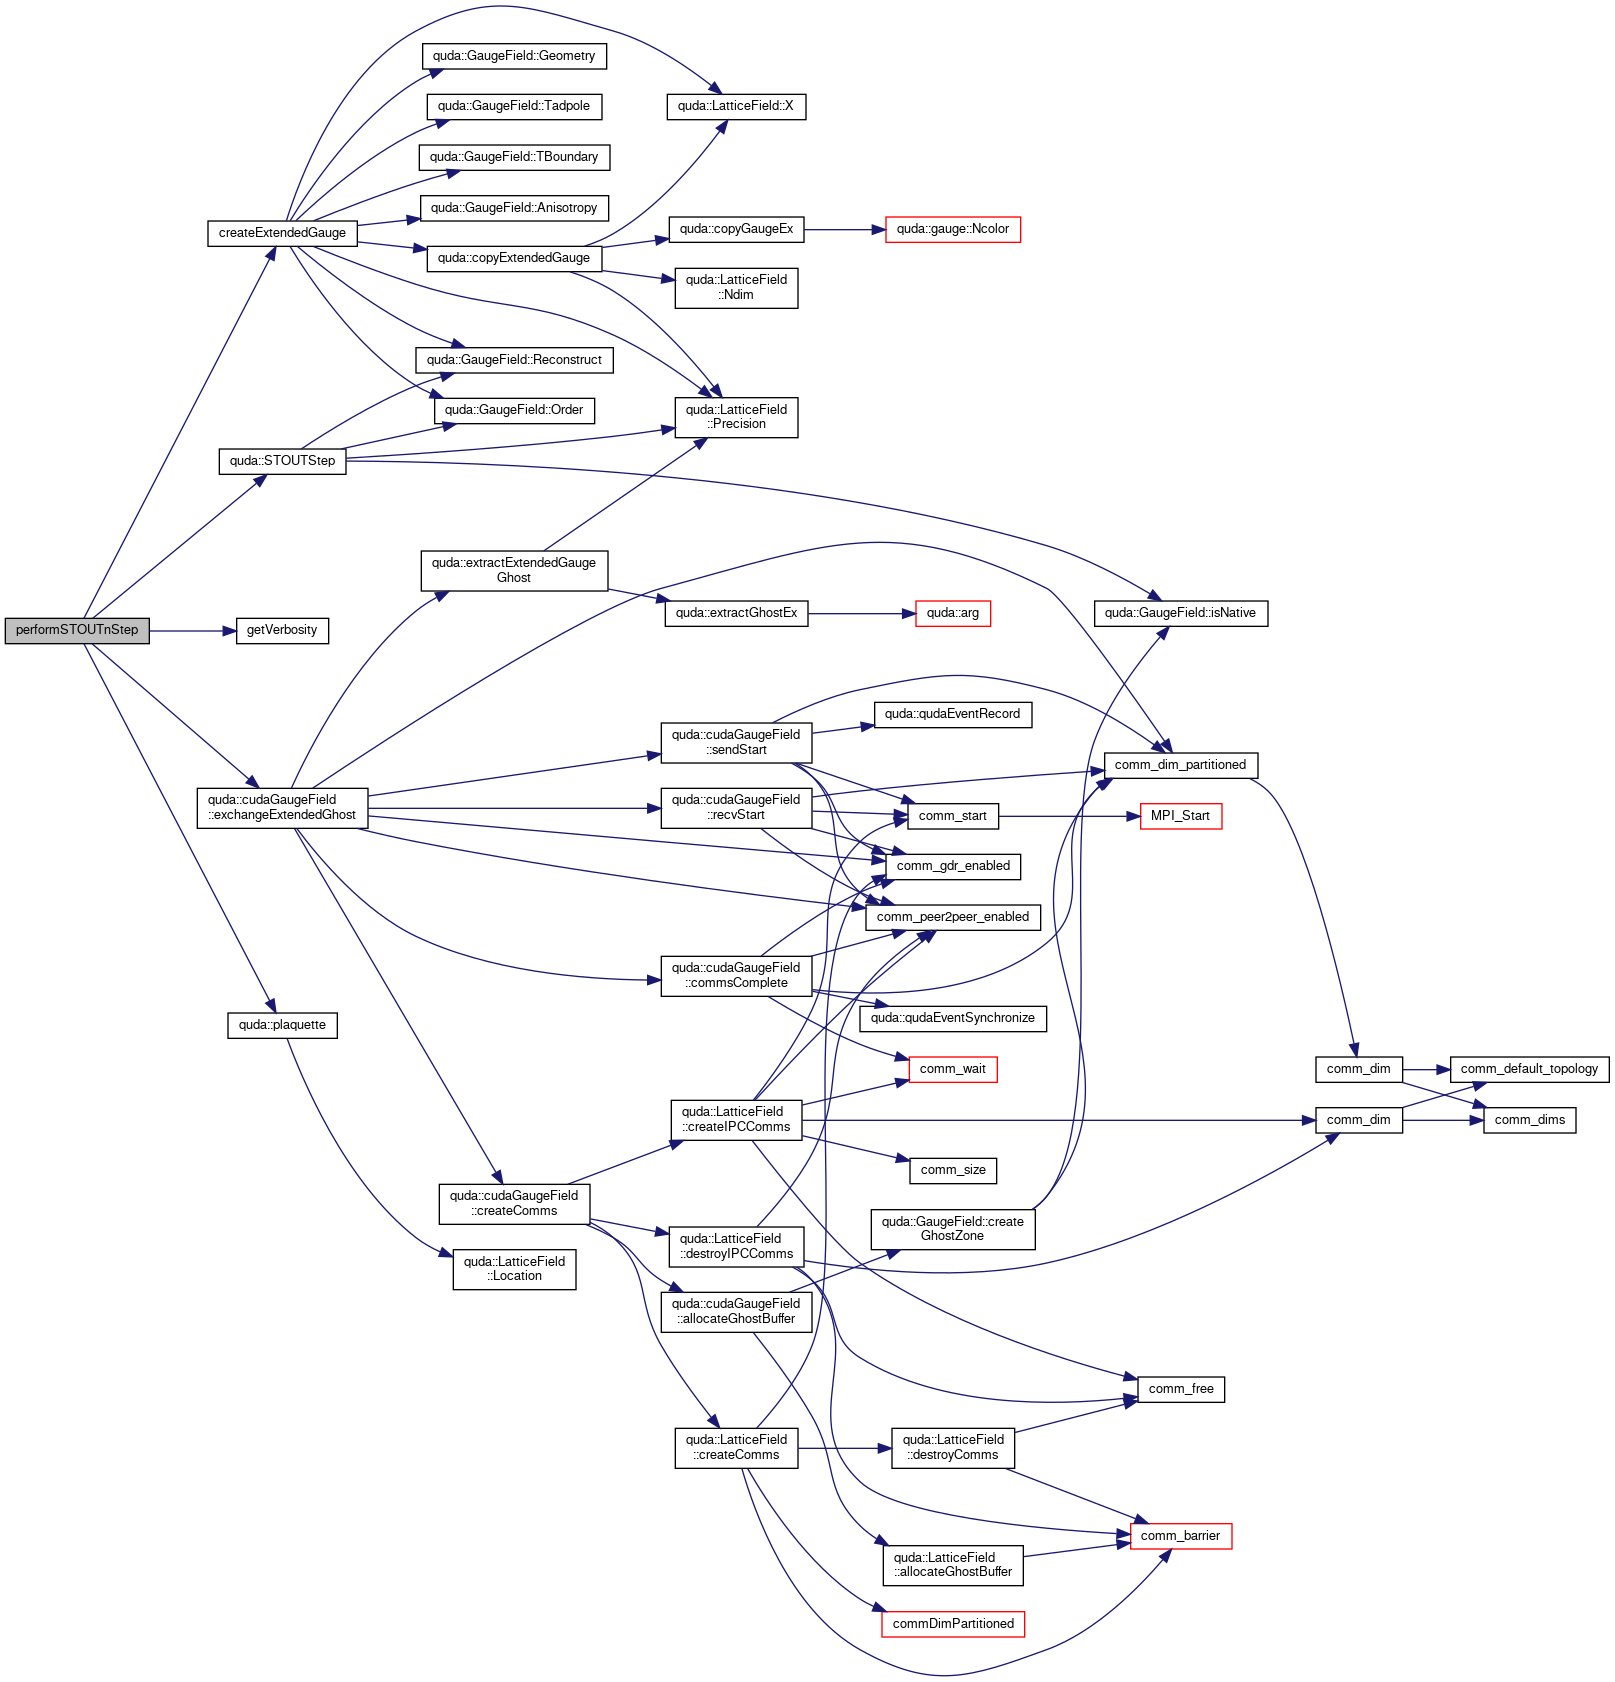 quda::GaugeField::Geometry
quda::GaugeField::Tadpole
quda::LatticeField::X
quda::GaugeField::TBoundary
quda::GaugeField::Anisotropy
createExtendedGauge
quda::copyGaugeEx
quda::gauge::Ncolor
quda::copyExtendedGauge
quda::LatticeField
::Ndim
quda::GaugeField::Reconstruct
quda::GaugeField::Order
quda::LatticeField
::Precision
quda::STOUTStep
quda::extractExtendedGauge
Ghost
quda::extractGhostEx
quda::arg
quda::GaugeField::isNative
performSTOUTnStep
getVerbosity
quda::cudaGaugeField
::sendStart
quda::qudaEventRecord
comm_dim_partitioned
quda::cudaGaugeField
::exchangeExtendedGhost
quda::cudaGaugeField
::recvStart
comm_start
MPI_Start
comm_gdr_enabled
comm_peer2peer_enabled
quda::cudaGaugeField
::commsComplete
quda::qudaEventSynchronize
quda::plaquette
comm_wait
comm_dim
comm_default_topology
quda::LatticeField
::createIPCComms
comm_dim
comm_dims
comm_size
quda::cudaGaugeField
::createComms
quda::GaugeField::create
GhostZone
quda::LatticeField
::destroyIPCComms
quda::LatticeField
::Location
quda::cudaGaugeField
::allocateGhostBuffer
comm_free
quda::LatticeField
::createComms
quda::LatticeField
::destroyComms
comm_barrier
quda::LatticeField
::allocateGhostBuffer
commDimPartitioned